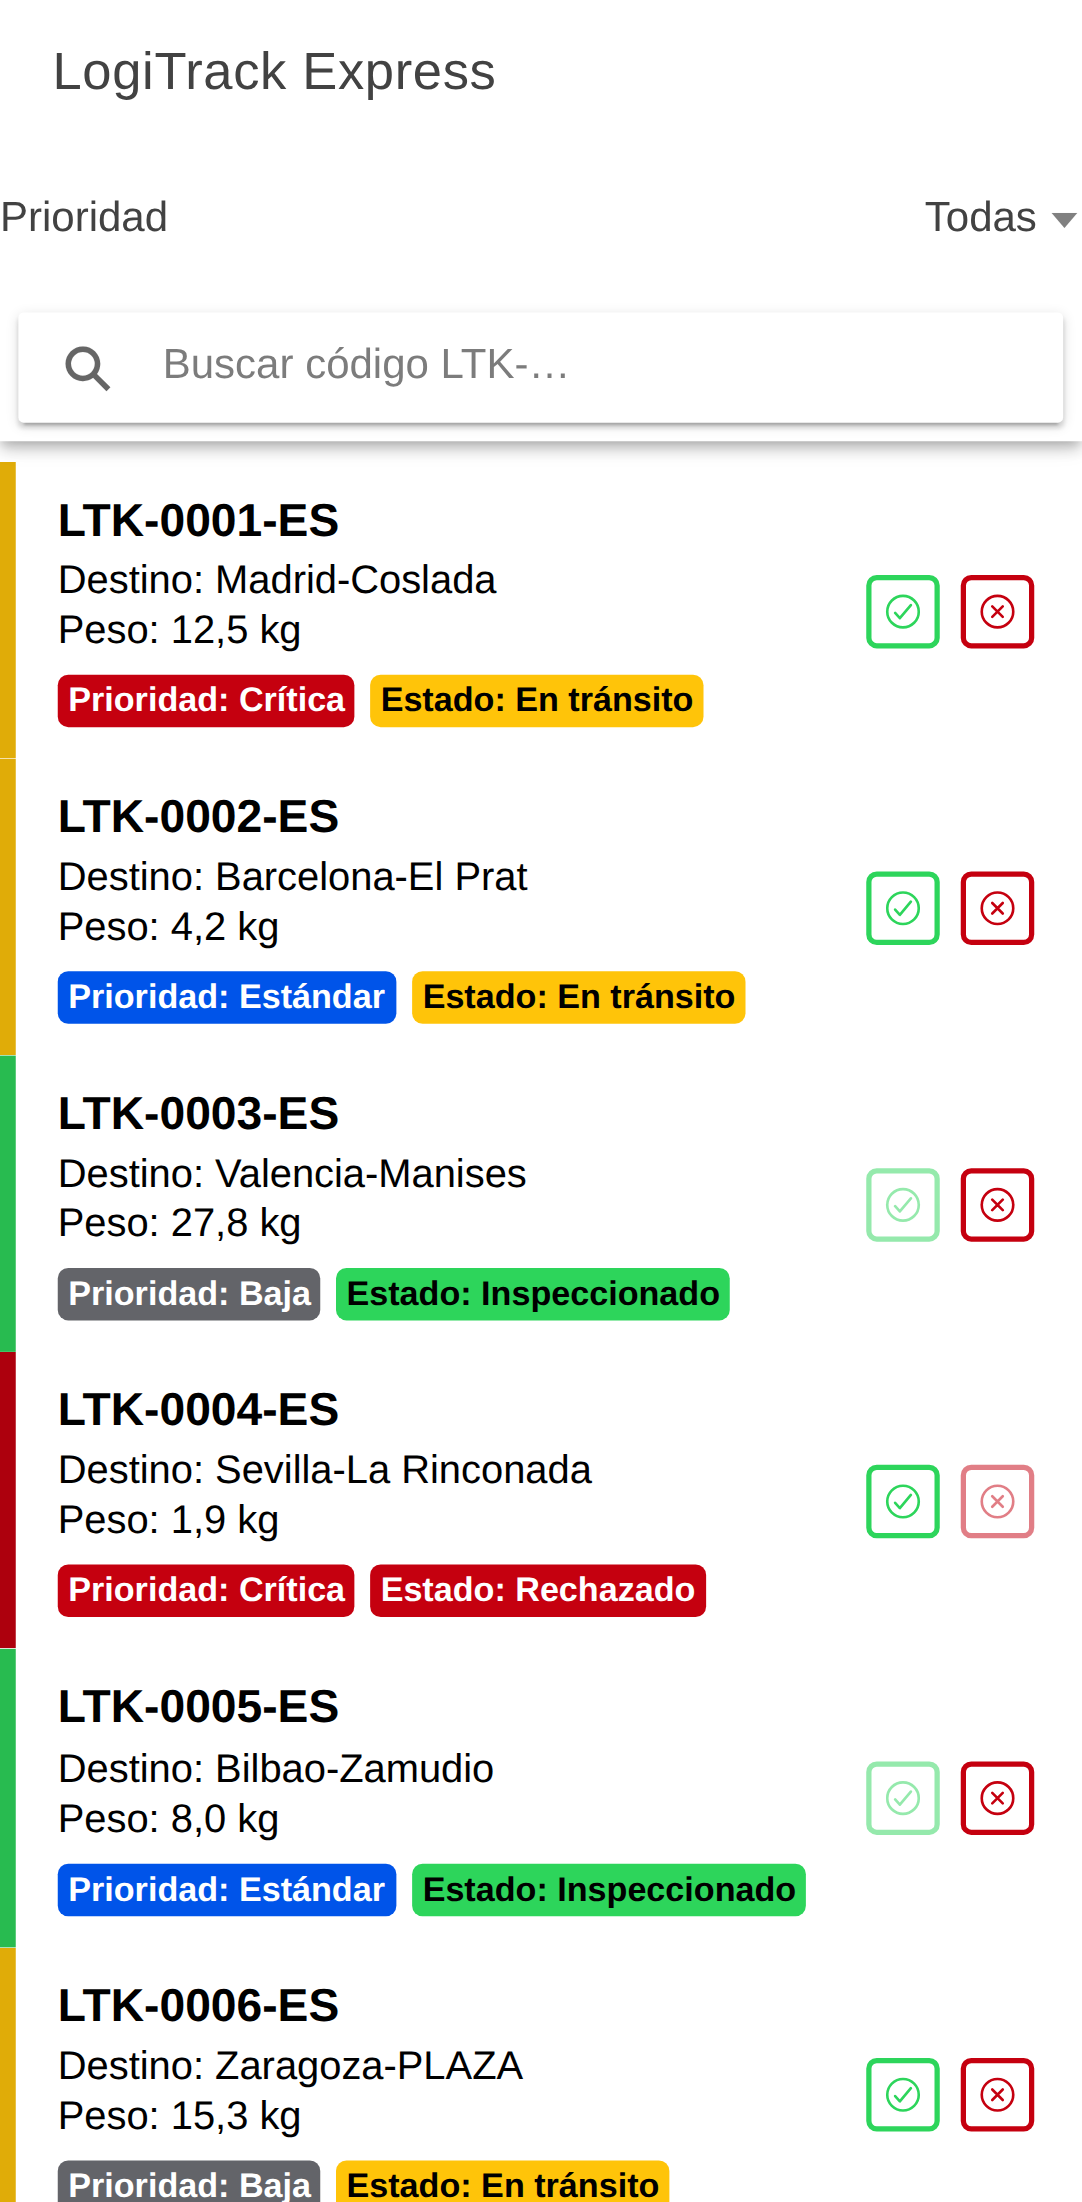 LogiTrack Express
Prioridad Todas
Buscar código LTK-…
LTK-0001-ES
Destino: Madrid-Coslada
Peso: 12,5 kg
Prioridad: Crítica Estado: En tránsito
LTK-0002-ES
Destino: Barcelona-El Prat
Peso: 4,2 kg
Prioridad: Estándar Estado: En tránsito
LTK-0003-ES
Destino: Valencia-Manises
Peso: 27,8 kg
Prioridad: Baja Estado: Inspeccionado
LTK-0004-ES
Destino: Sevilla-La Rinconada
Peso: 1,9 kg
Prioridad: Crítica Estado: Rechazado
LTK-0005-ES
Destino: Bilbao-Zamudio
Peso: 8,0 kg
Prioridad: Estándar Estado: Inspeccionado
LTK-0006-ES
Destino: Zaragoza-PLAZA
Peso: 15,3 kg
Prioridad: Baja Estado: En tránsito